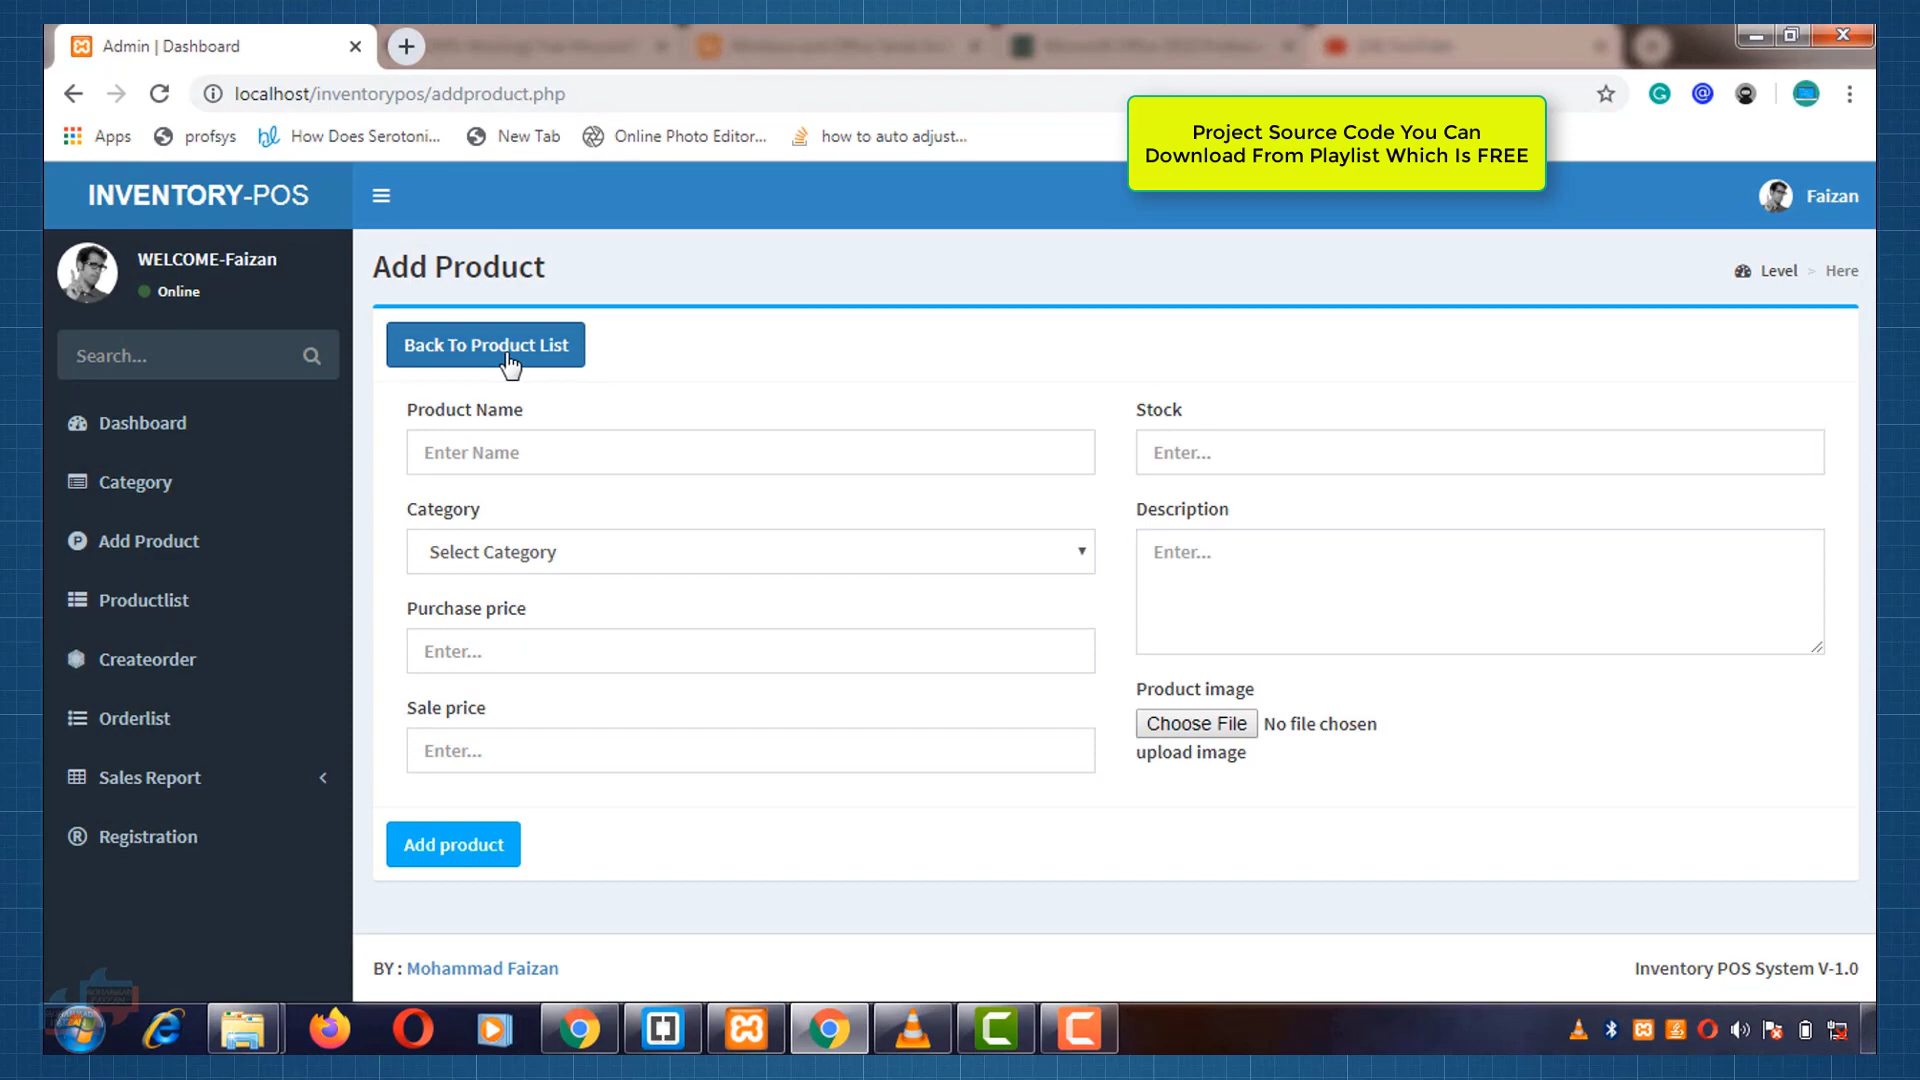 Admin | Dashboard
localhost/inventorypos/addproduct.php
Apps
profsys
How Does Serotoni...
New Tab
Online Photo Editor...
how to auto adjust...
Project Source Code You Can
Download From Playlist Which Is FREE
INVENTORY-POS
Faizan
WELCOME-Faizan
Online
Search...
Dashboard
Category
Add Product
Productlist
Createorder
Orderlist
Sales Report
Registration
Add Product
Level > Here
Back To Product List
Product Name
Enter Name
Category
Select Category
Purchase price
Enter...
Sale price
Enter...
Stock
Enter...
Description
Enter...
Product image
Choose File No file chosen
upload image
Add product
BY : Mohammad Faizan
Inventory POS System V-1.0